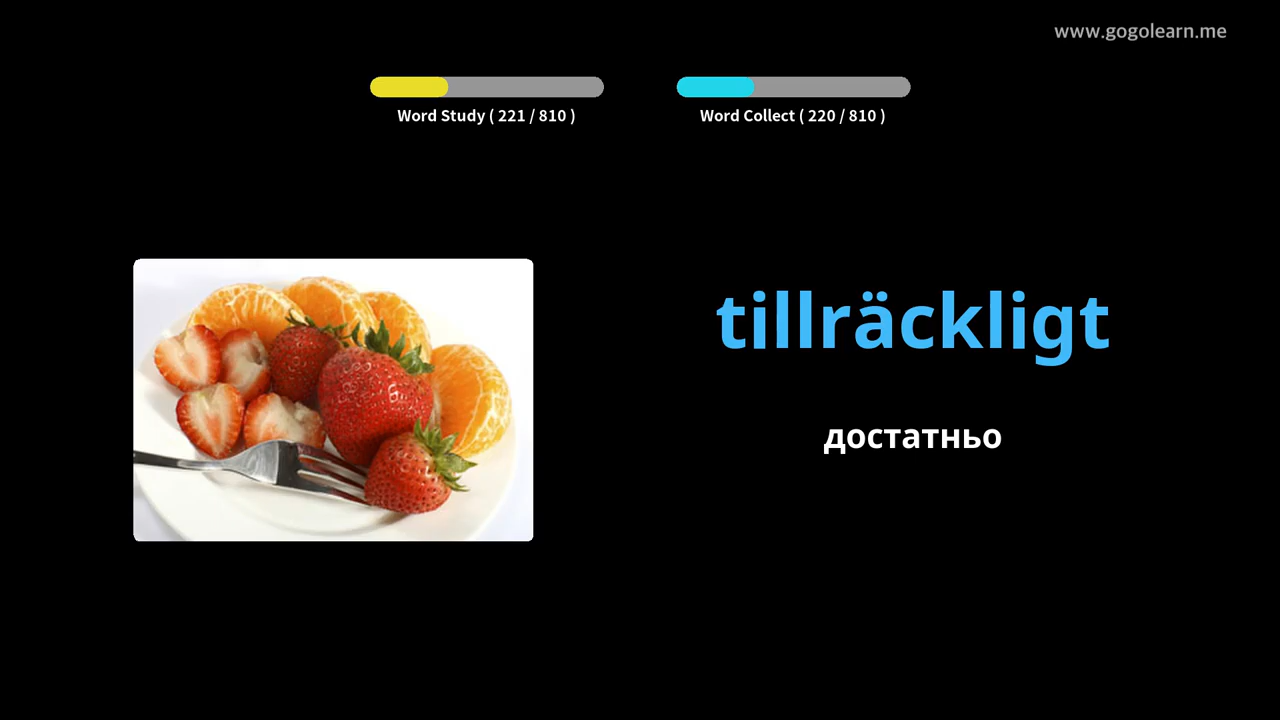 www.gogolearn.me
Word Study ( 221 / 810 )
Word Collect ( 220 / 810 )
tillräckligt
достатньо